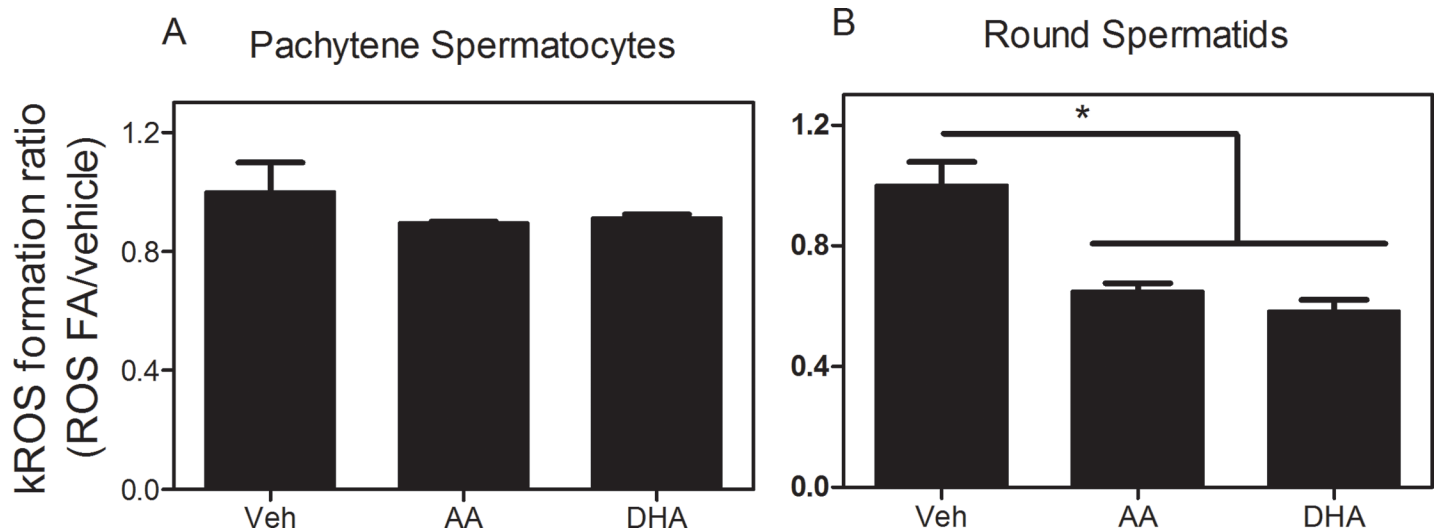 A
Pachytene Spermatocytes
kROS formation ratio
(ROS FA/vehicle)
1.2
0.8
0.4
0.0
Veh
AA
DHA
B
Round Spermatids
*
1.2
0.8
0.4
0.0
Veh
AA
DHA